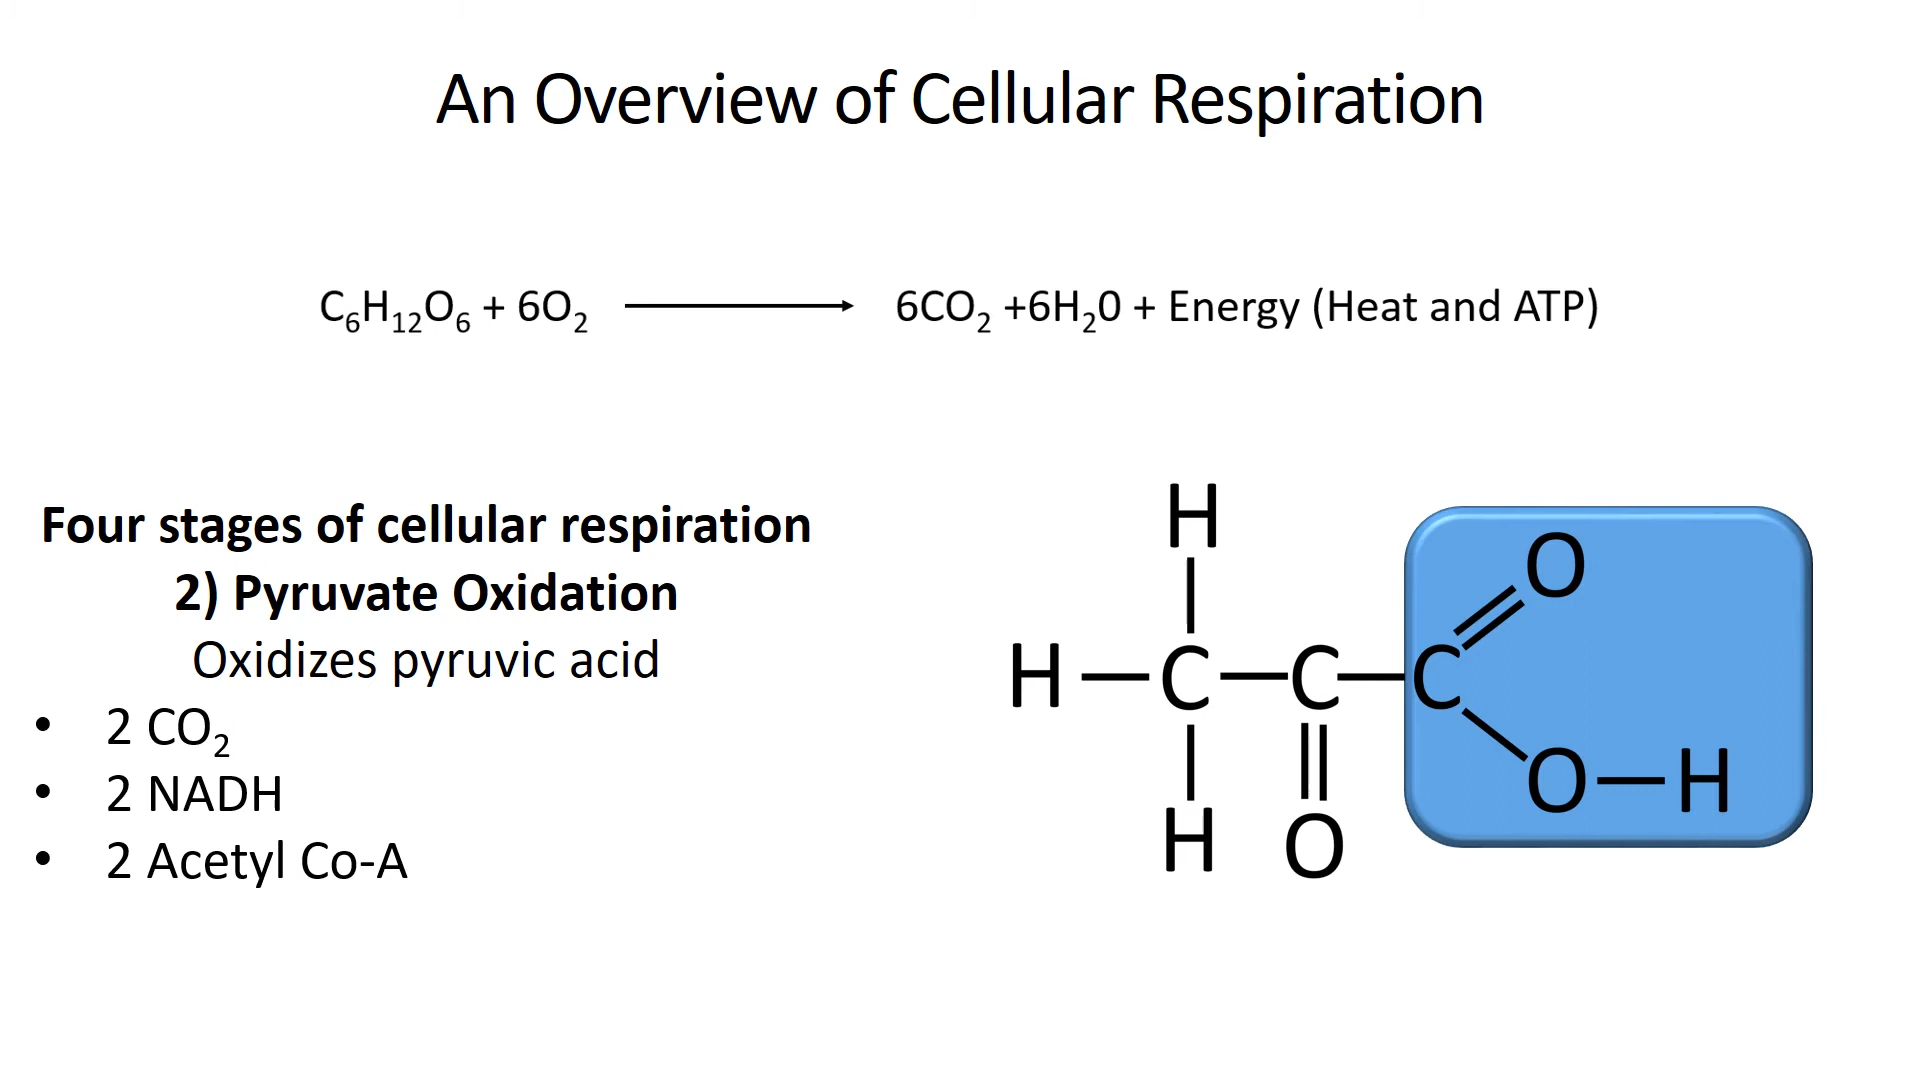 An Overview of Cellular Respiration
C₆H₁₂O₆ + 6O₂ ⟶ 6CO₂ +6H₂0 + Energy (Heat and ATP)
Four stages of cellular respiration
2) Pyruvate Oxidation
Oxidizes pyruvic acid
• 2 CO₂
• 2 NADH
• 2 Acetyl Co-A
H
O
H C C C
O H
H O